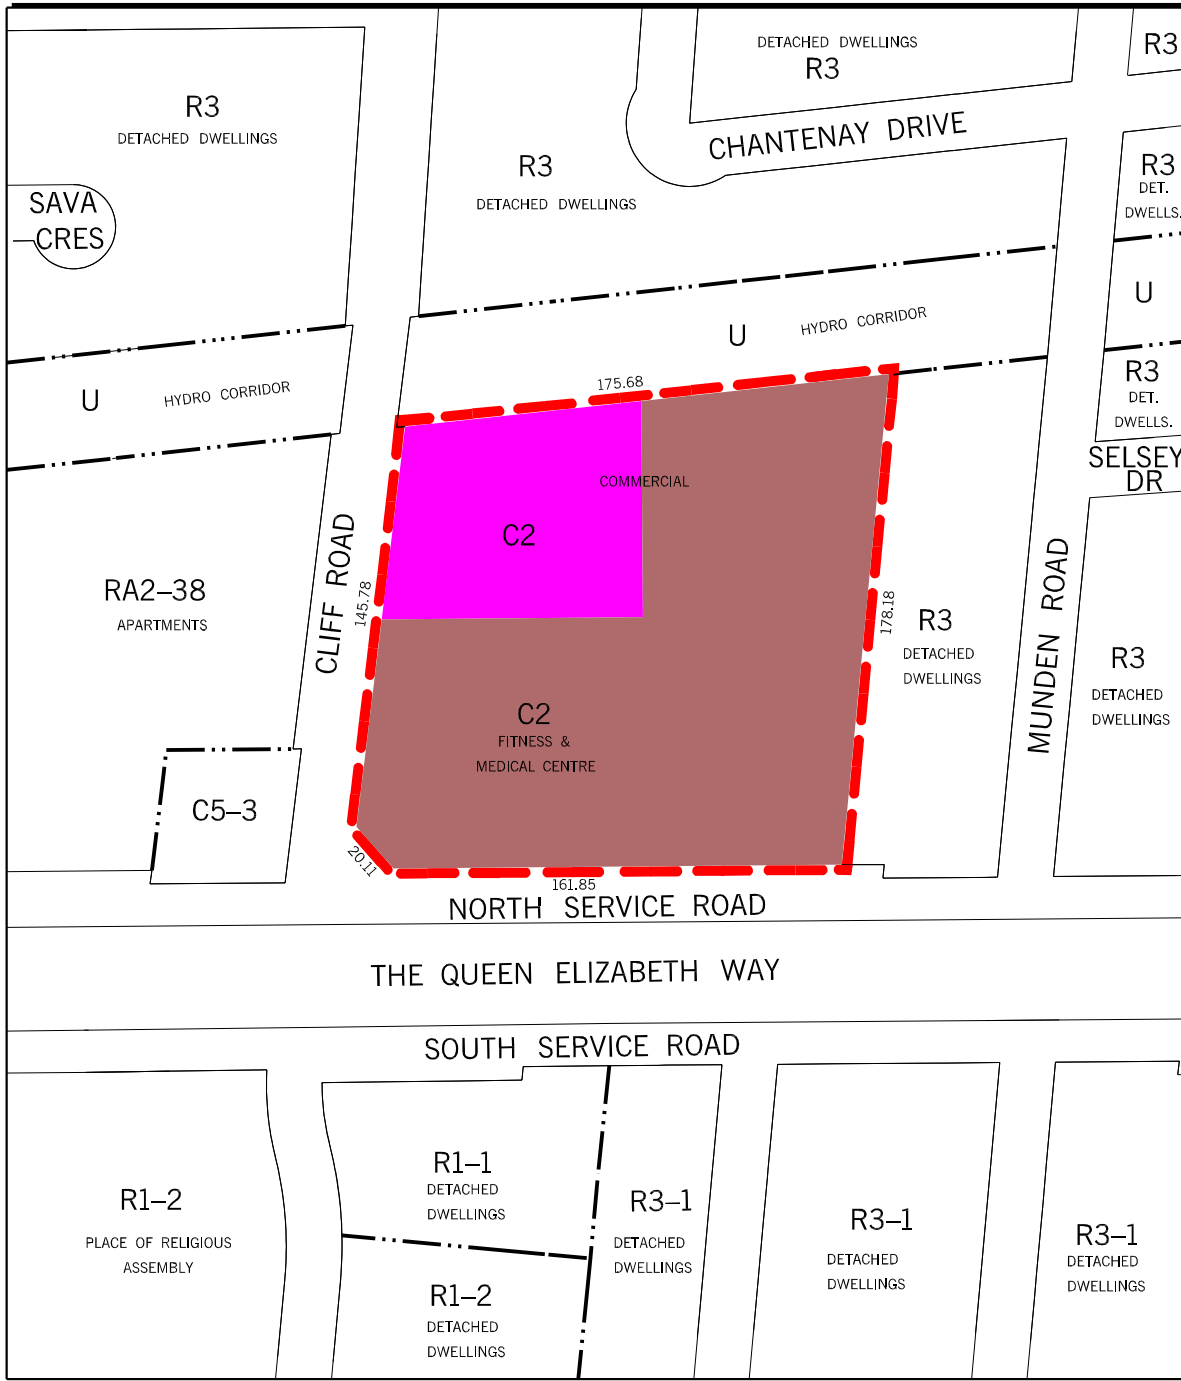 DETACHED DWELLINGS
R3
R3
R3
DETACHED DWELLINGS
CHANTENAY DRIVE
R3
DETACHED DWELLINGS
R3
DET.
DWELLS.
SAVA
CRES
U
U
HYDRO CORRIDOR
U
HYDRO CORRIDOR
175.68
R3
DET.
DWELLS.
SELSEY
DR
COMMERCIAL
C2
CLIFF ROAD
145.78
RA2–38
APARTMENTS
178.18
R3
DETACHED
DWELLINGS
MUNDEN ROAD
R3
DETACHED
DWELLINGS
C2
FITNESS &
MEDICAL CENTRE
C5–3
20.11
161.85
NORTH SERVICE ROAD
THE QUEEN ELIZABETH WAY
SOUTH SERVICE ROAD
R1–2
PLACE OF RELIGIOUS
ASSEMBLY
R1–1
DETACHED
DWELLINGS
R1–2
DETACHED
DWELLINGS
R3–1
DETACHED
DWELLINGS
R3–1
DETACHED
DWELLINGS
R3–1
DETACHED
DWELLINGS